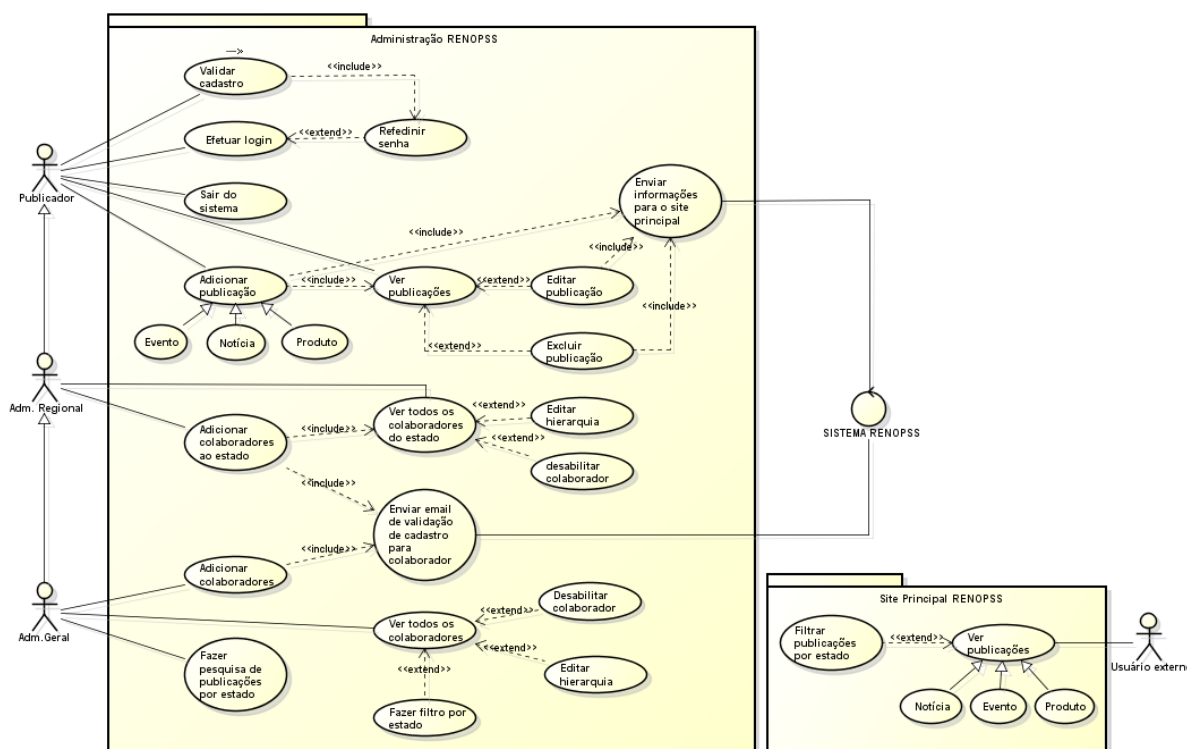 Administração RENOPSS
Validar
cadastro
<<include>>
Efetuar login
<<extend>>
Refedinir
senha
Publicador
Sair do
sistema
Enviar
informações
para o site
principal
<<include>>
<<include>>
Adicionar
publicação
<<include>>
Ver
publicações
<<extend>>
Editar
publicação
<<include>>
Evento
Notícia
Produto
<<extend>>
Excluir
publicação
Adm. Regional
Adicionar
colaboradores
ao estado
<<include>>
Ver todos os
colaboradores
do estado
<<extend>>
Editar
hierarquia
<<extend>>
desabilitar
colaborador
SISTEMA RENOPSS
<<include>>
Enviar email
de validação
de cadastro
para
colaborador
<<include>>
Adicionar
colaboradores
Adm.Geral
Ver todos os
colaboradores
<<extend>>
Desabilitar
colaborador
<<extend>>
Editar
hierarquia
Fazer
pesquisa de
publicações
por estado
<<extend>>
Fazer filtro por
estado
Site Principal RENOPSS
Filtrar
publicações
por estado
<<extend>>
Ver
publicações
Usuário externo
Notícia
Evento
Produto